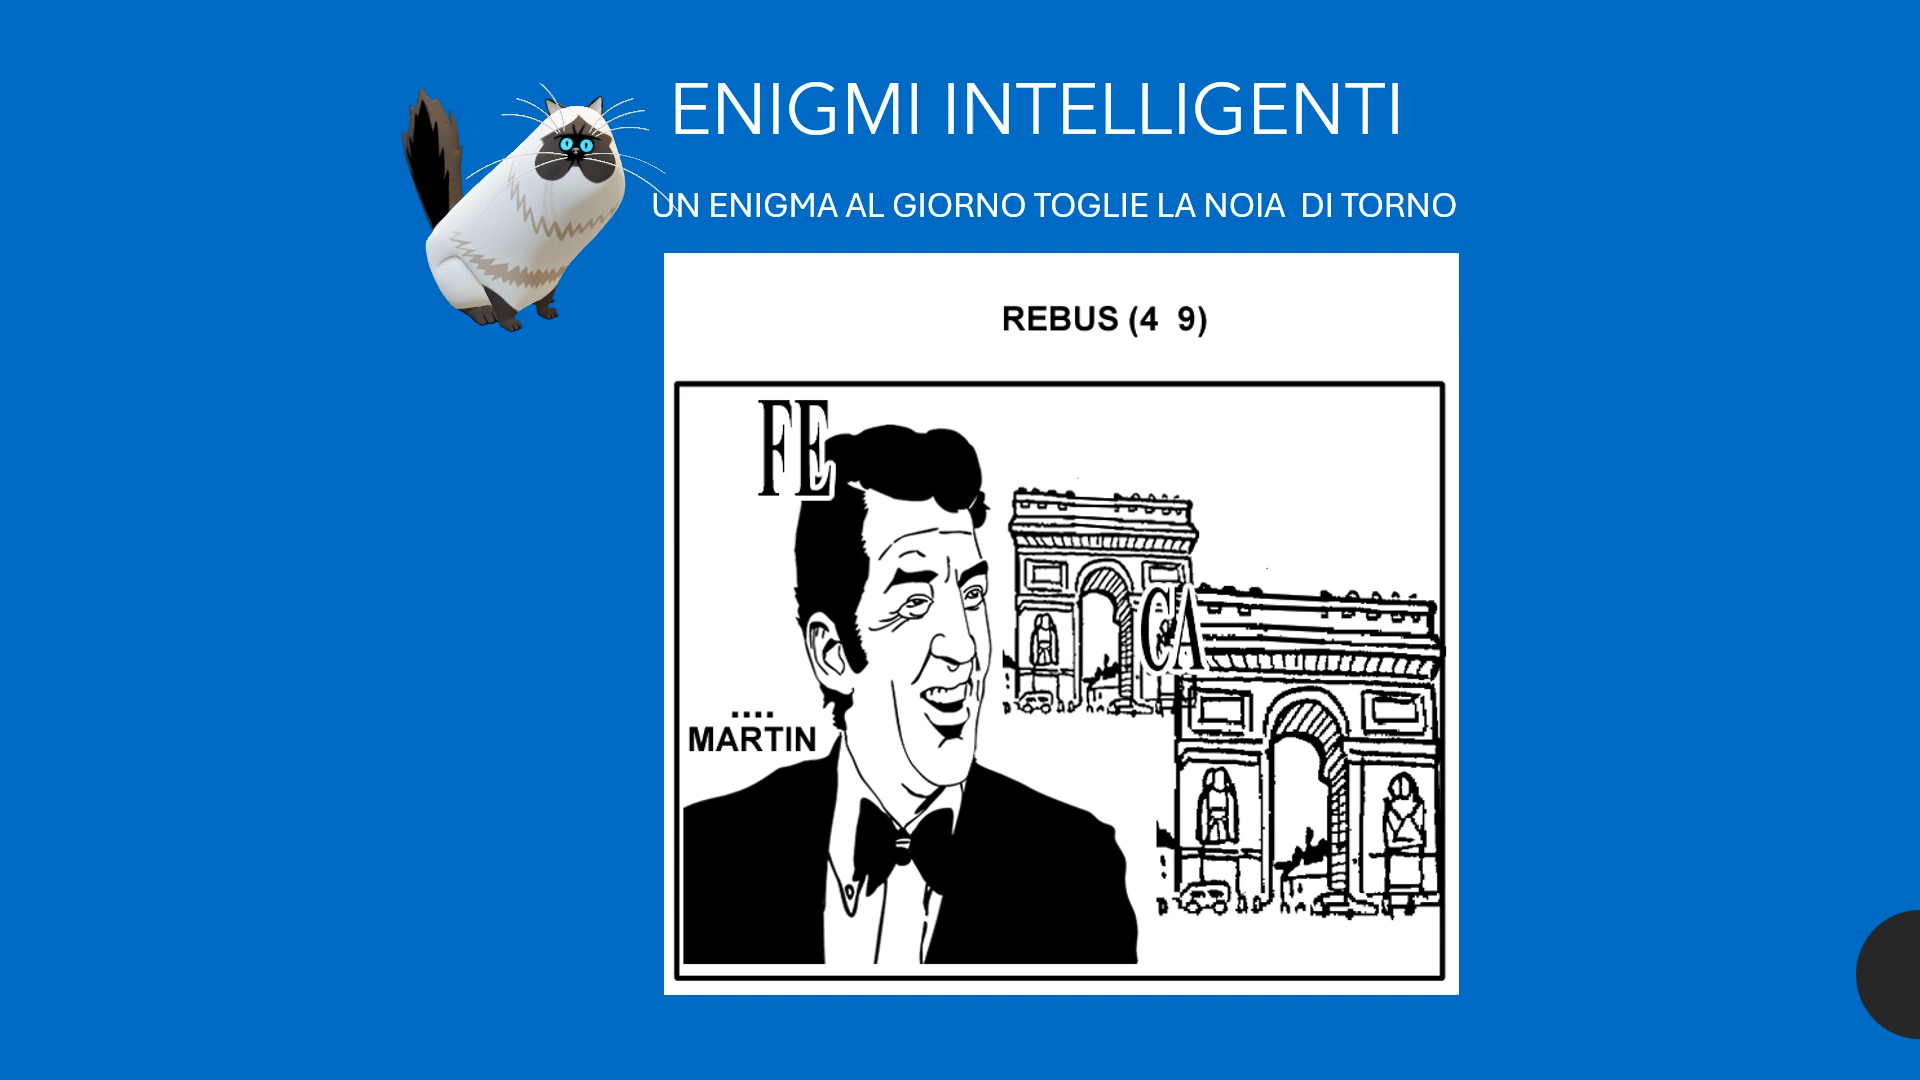 ENIGMI INTELLIGENTI
UN ENIGMA AL GIORNO TOGLIE LA NOIA  DI TORNO
REBUS (4  9)
FE
CA
....
MARTIN